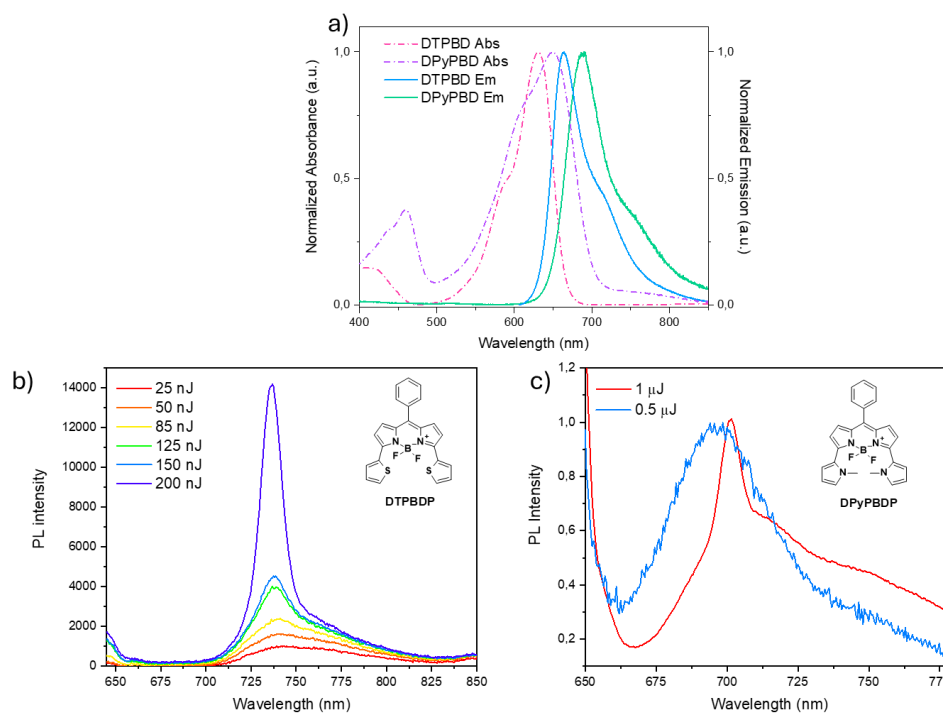 a)
DTPBD Abs
DPyPBD Abs
DTPBD Em
DPyPBD Em
1,0
0,5
0,0
1,0
0,5
0,0
Normalized Absorbance (a.u.)
Normalized Emission (a.u.)
400 500 600 700 800
Wavelength (nm)
b)
25 nJ
50 nJ
85 nJ
125 nJ
150 nJ
200 nJ
14000
12000
10000
8000
6000
4000
2000
0
PL intensity
650 675 700 725 750 775 800 825 850
Wavelength (nm)
N B N +
F F
S S
DTPBDP
c)
1 µJ
0.5 µJ
1,2
1,0
0,8
0,6
0,4
0,2
PL Intensity
650 675 700 725 750
Wavelength (nm)
N B N +
F F
N N
DPyPBDP